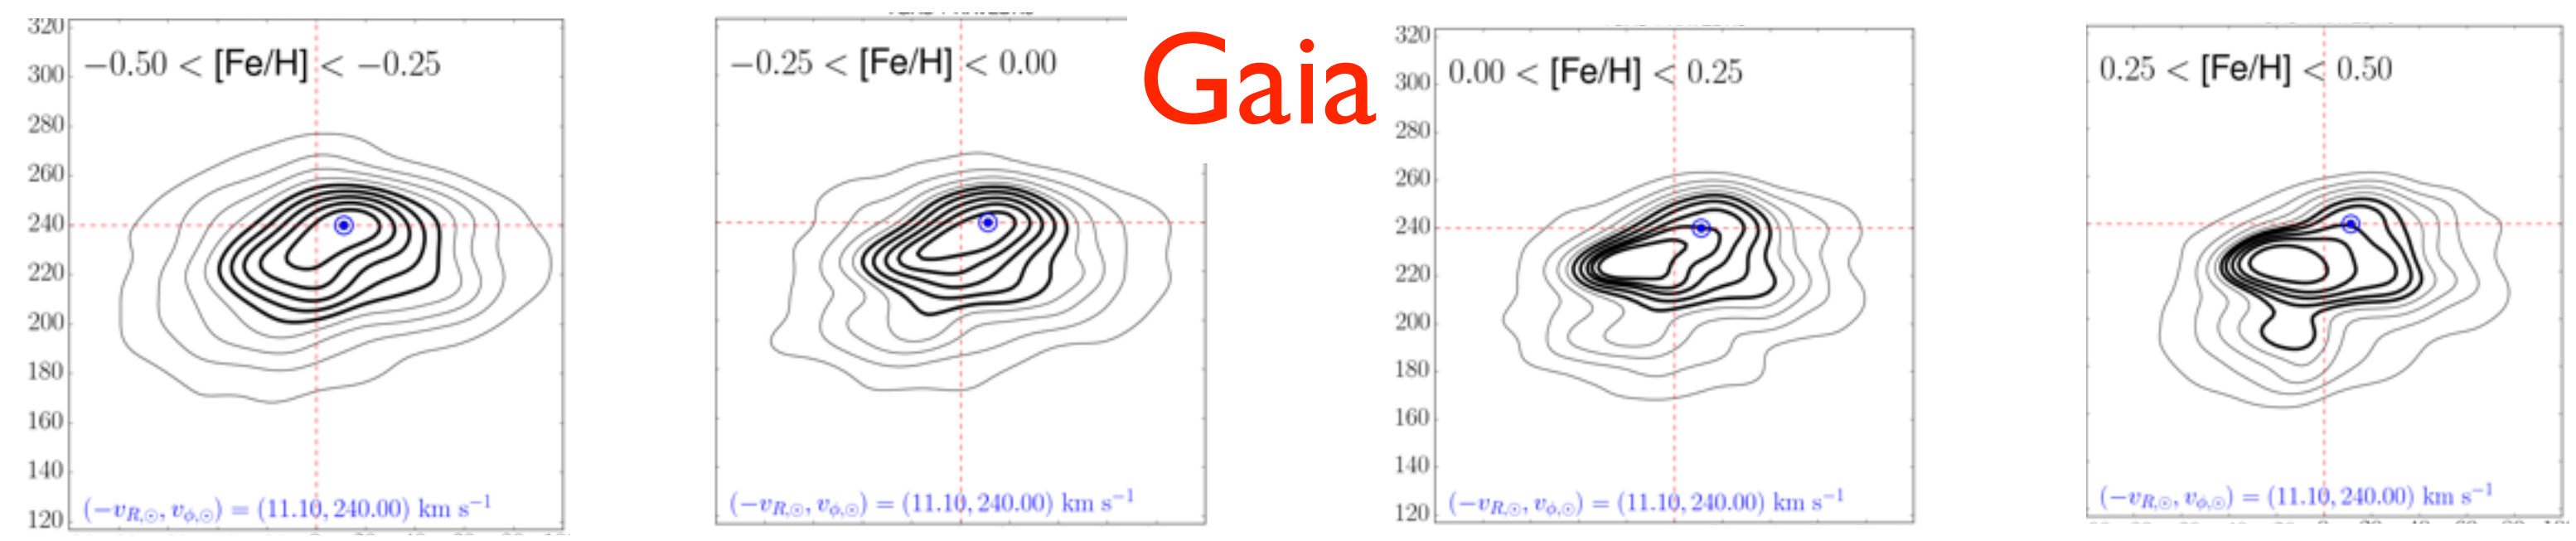 Gaia
−0.50 < [Fe/H] < −0.25
320
300
280
260
240
220
200
180
160
140
120
(−v_{R,⊙}, v_{ϕ,⊙}) = (11.10, 240.00) km s⁻¹
−0.25 < [Fe/H] < 0.00
(−v_{R,⊙}, v_{ϕ,⊙}) = (11.10, 240.00) km s⁻¹
0.00 < [Fe/H] < 0.25
320
300
280
260
240
220
200
180
160
140
120
(−v_{R,⊙}, v_{ϕ,⊙}) = (11.10, 240.00) km s⁻¹
0.25 < [Fe/H] < 0.50
(−v_{R,⊙}, v_{ϕ,⊙}) = (11.10, 240.00) km s⁻¹